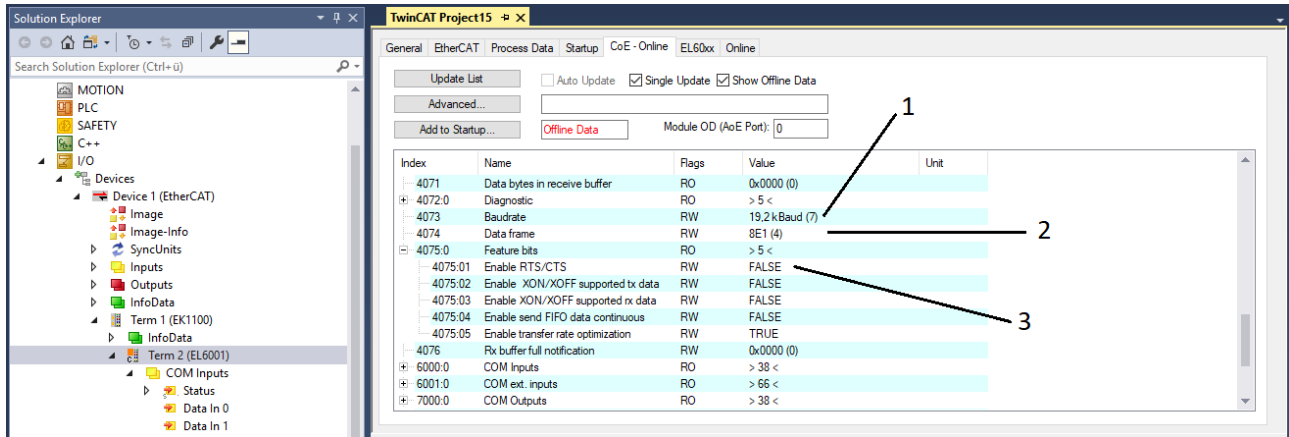 Solution Explorer
Search Solution Explorer (Ctrl+ü)
MOTION
PLC
SAFETY
C++
I/O
Devices
Device 1 (EtherCAT)
Image
Image-Info
SyncUnits
Inputs
Outputs
InfoData
Term 1 (EK1100)
InfoData
Term 2 (EL6001)
COM Inputs
Status
Data In 0
Data In 1
TwinCAT Project15
General EtherCAT Process Data Startup CoE - Online EL60xx Online
Update List Auto Update Single Update Show Offline Data
Advanced...
Add to Startup... Offline Data Module OD (AoE Port): 0
1
Index Name Flags Value Unit
4071 Data bytes in receive buffer RO 0x0000 (0)
4072:0 Diagnostic RO > 5 <
4073 Baudrate RW 19,2 kBaud (7)
4074 Data frame RW 8E1 (4)
2
4075:0 Feature bits RO > 5 <
4075:01 Enable RTS/CTS RW FALSE
4075:02 Enable XON/XOFF supported tx data RW FALSE
4075:03 Enable XON/XOFF supported rx data RW FALSE
4075:04 Enable send FIFO data continuous RW FALSE
3
4075:05 Enable transfer rate optimization RW TRUE
4076 Rx buffer full notification RW 0x0000 (0)
6000:0 COM Inputs RO > 38 <
6001:0 COM ext. inputs RO > 66 <
7000:0 COM Outputs RO > 38 <